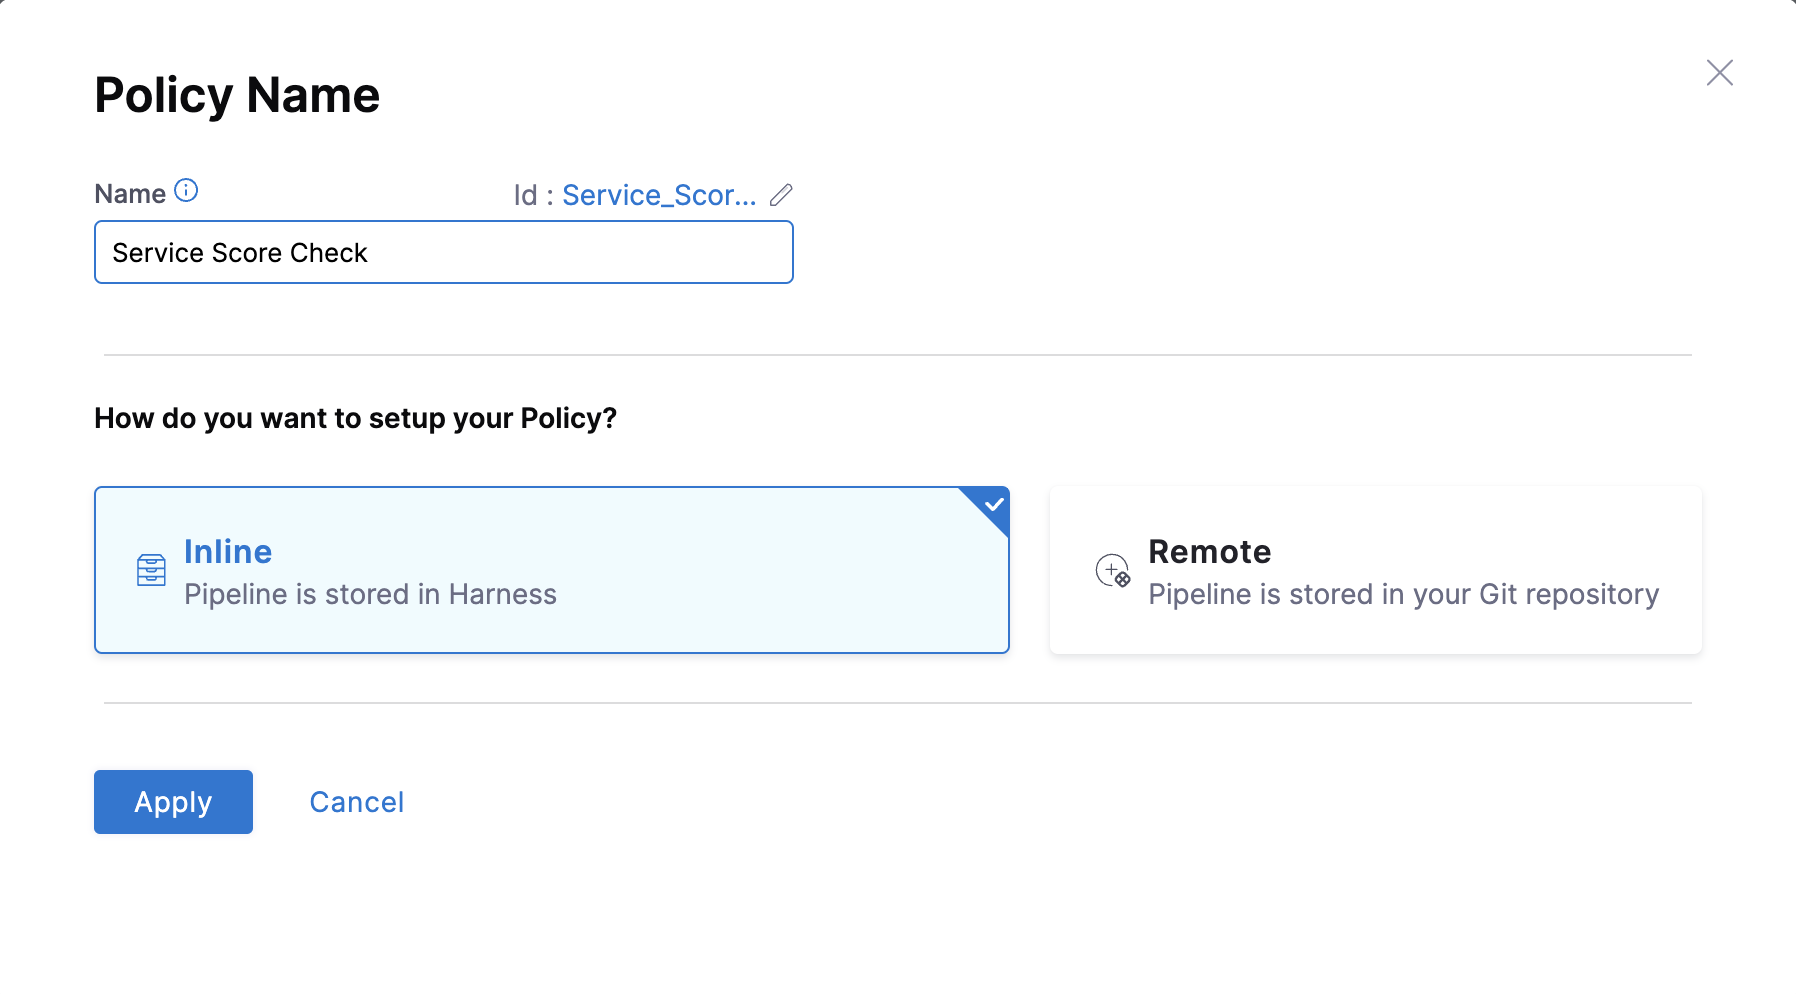 Policy Name
Name
Id : Service_Scor...
Service Score Check
How do you want to setup your Policy?
Inline
Pipeline is stored in Harness
Remote
Pipeline is stored in your Git repository
Apply
Cancel